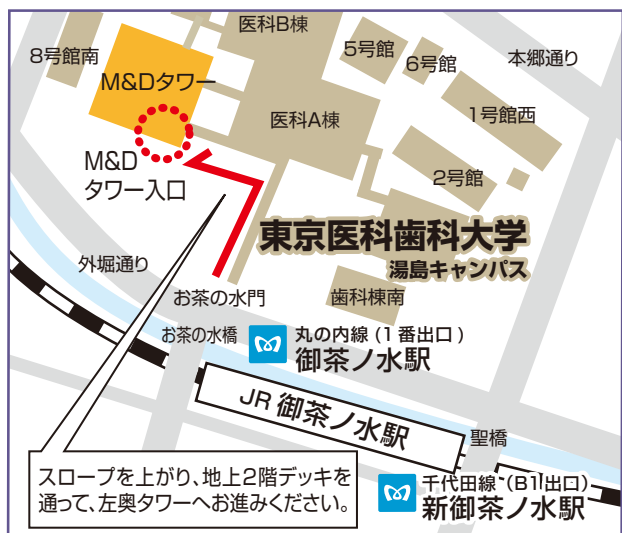 医科B棟
8号館南
5号館
6号館
本郷通り
M&Dタワー
1号館西
医科A棟
M&D
タワー入口
2号館
東京医科歯科大学
湯島キャンパス
外堀通り
お茶の水門
歯科棟南
お茶の水橋
丸の内線(1番出口)
御茶ノ水駅
JR 御茶ノ水駅
聖橋
スロープを上がり、地上2階デッキを
通って、左奥タワーへお進みください。
千代田線(B1出口)
新御茶ノ水駅